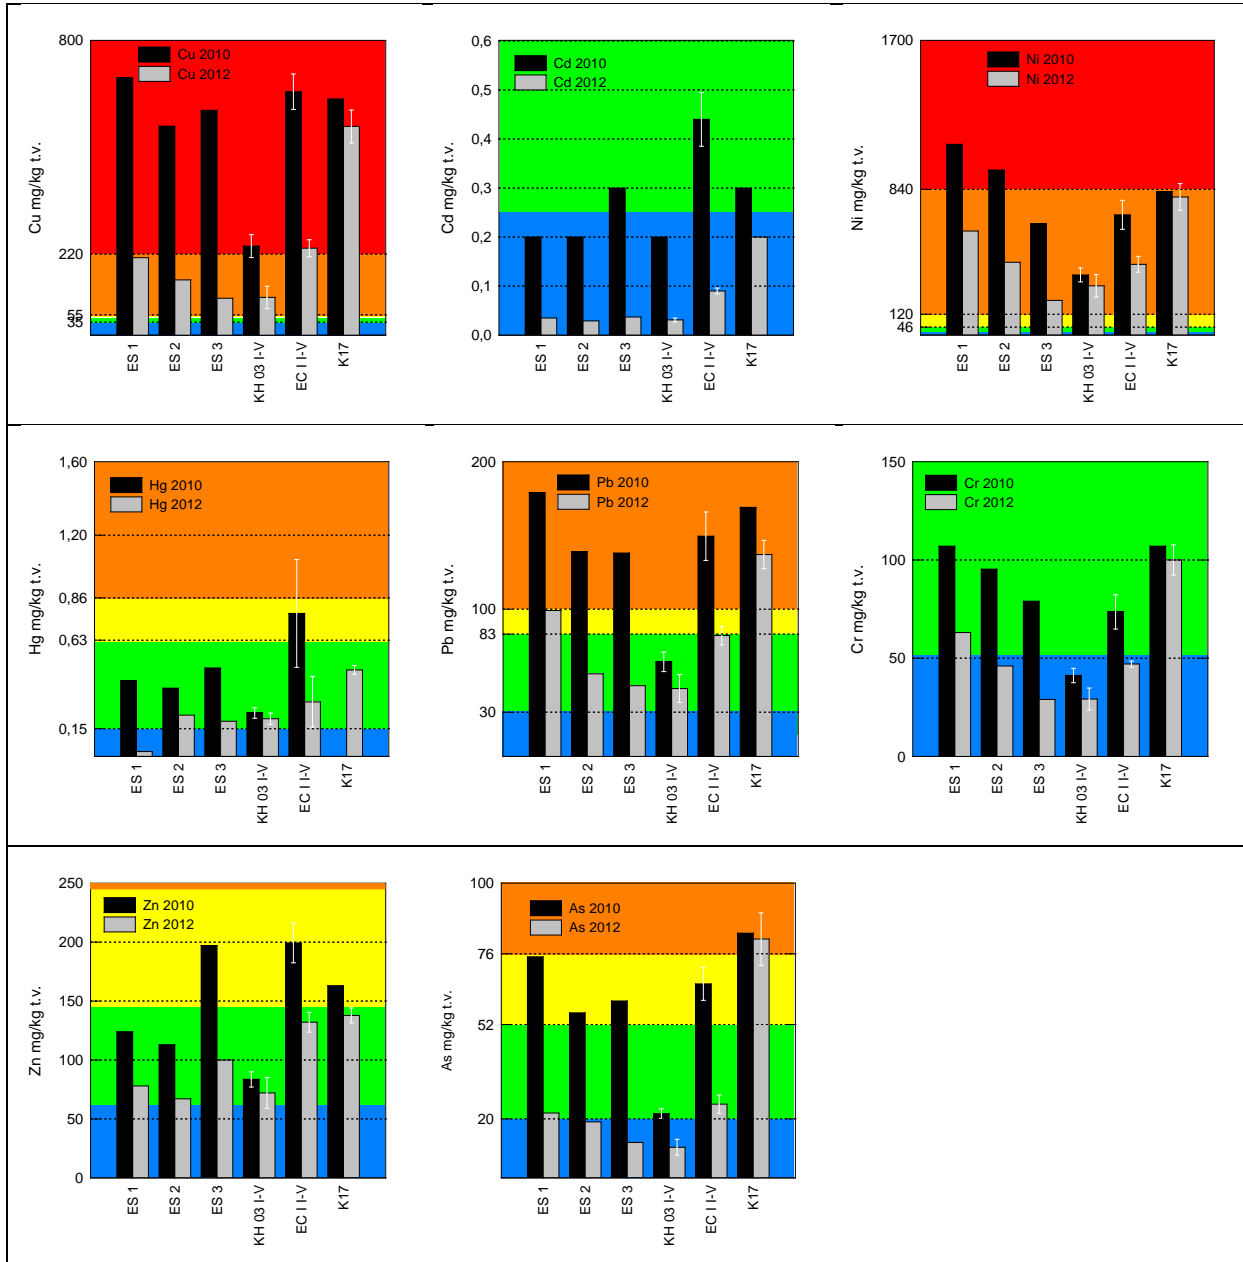 800
220
55
35
Cu mg/kg t.v.
Cu 2010
Cu 2012
ES 1
ES 2
ES 3
KH 03 I-V
EC I I-V
K17
0,6
0,5
0,4
0,3
0,2
0,1
0,0
Cd mg/kg t.v.
Cd 2010
Cd 2012
ES 1
ES 2
ES 3
KH 03 I-V
EC I I-V
K17
1700
840
120
46
Ni mg/kg t.v.
Ni 2010
Ni 2012
ES 1
ES 2
ES 3
KH 03 I-V
EC I I-V
K17
1,60
1,20
0,86
0,63
0,15
Hg mg/kg t.v.
Hg 2010
Hg 2012
ES 1
ES 2
ES 3
KH 03 I-V
EC I I-V
K17
200
100
83
30
Pb mg/kg t.v.
Pb 2010
Pb 2012
ES 1
ES 2
ES 3
KH 03 I-V
EC I I-V
K17
150
100
50
0
Cr mg/kg t.v.
Cr 2010
Cr 2012
ES 1
ES 2
ES 3
KH 03 I-V
EC I I-V
K17
250
200
150
100
50
0
Zn mg/kg t.v.
Zn 2010
Zn 2012
ES 1
ES 2
ES 3
KH 03 I-V
EC I I-V
K17
100
76
52
20
As mg/kg t.v.
As 2010
As 2012
ES 1
ES 2
ES 3
KH 03 I-V
EC I I-V
K17